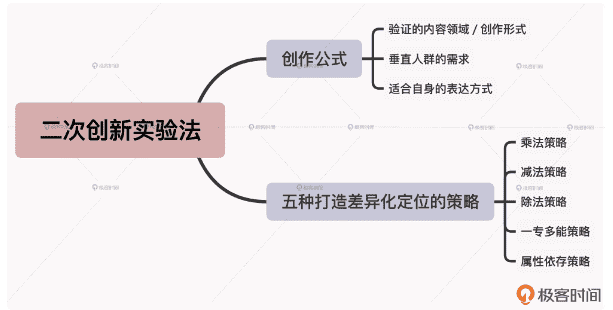 二次创新实验法
创作公式
验证的内容领域 / 创作形式
垂直人群的需求
适合自身的表达方式
五种打造差异化定位的策略
乘法策略
减法策略
除法策略
一专多能策略
属性依存策略
极客时间